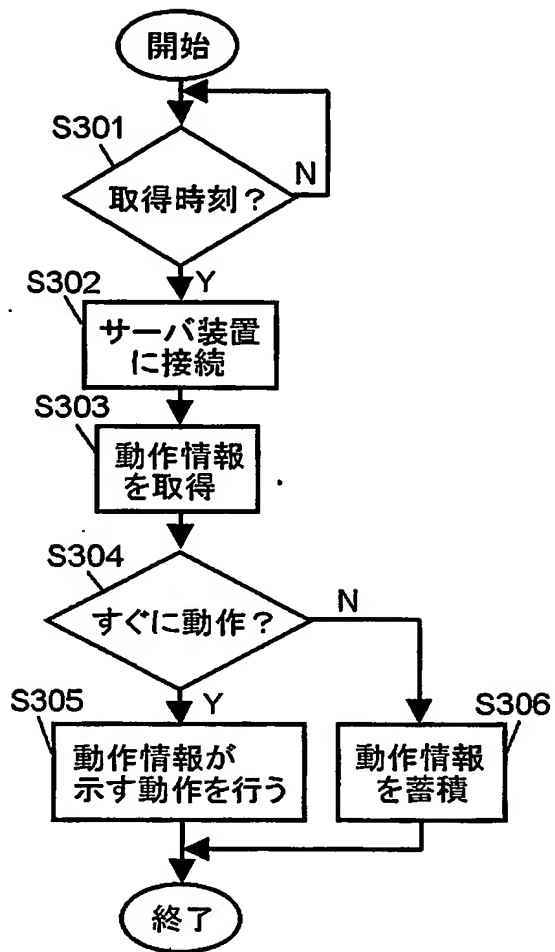 開始
S301
取得時刻？
N
Y
S302
サーバ装置
に接続
S303
動作情報
を取得
S304
すぐに動作？
N
Y
S305
動作情報が
示す動作を行う
S306
動作情報
を蓄積
終了